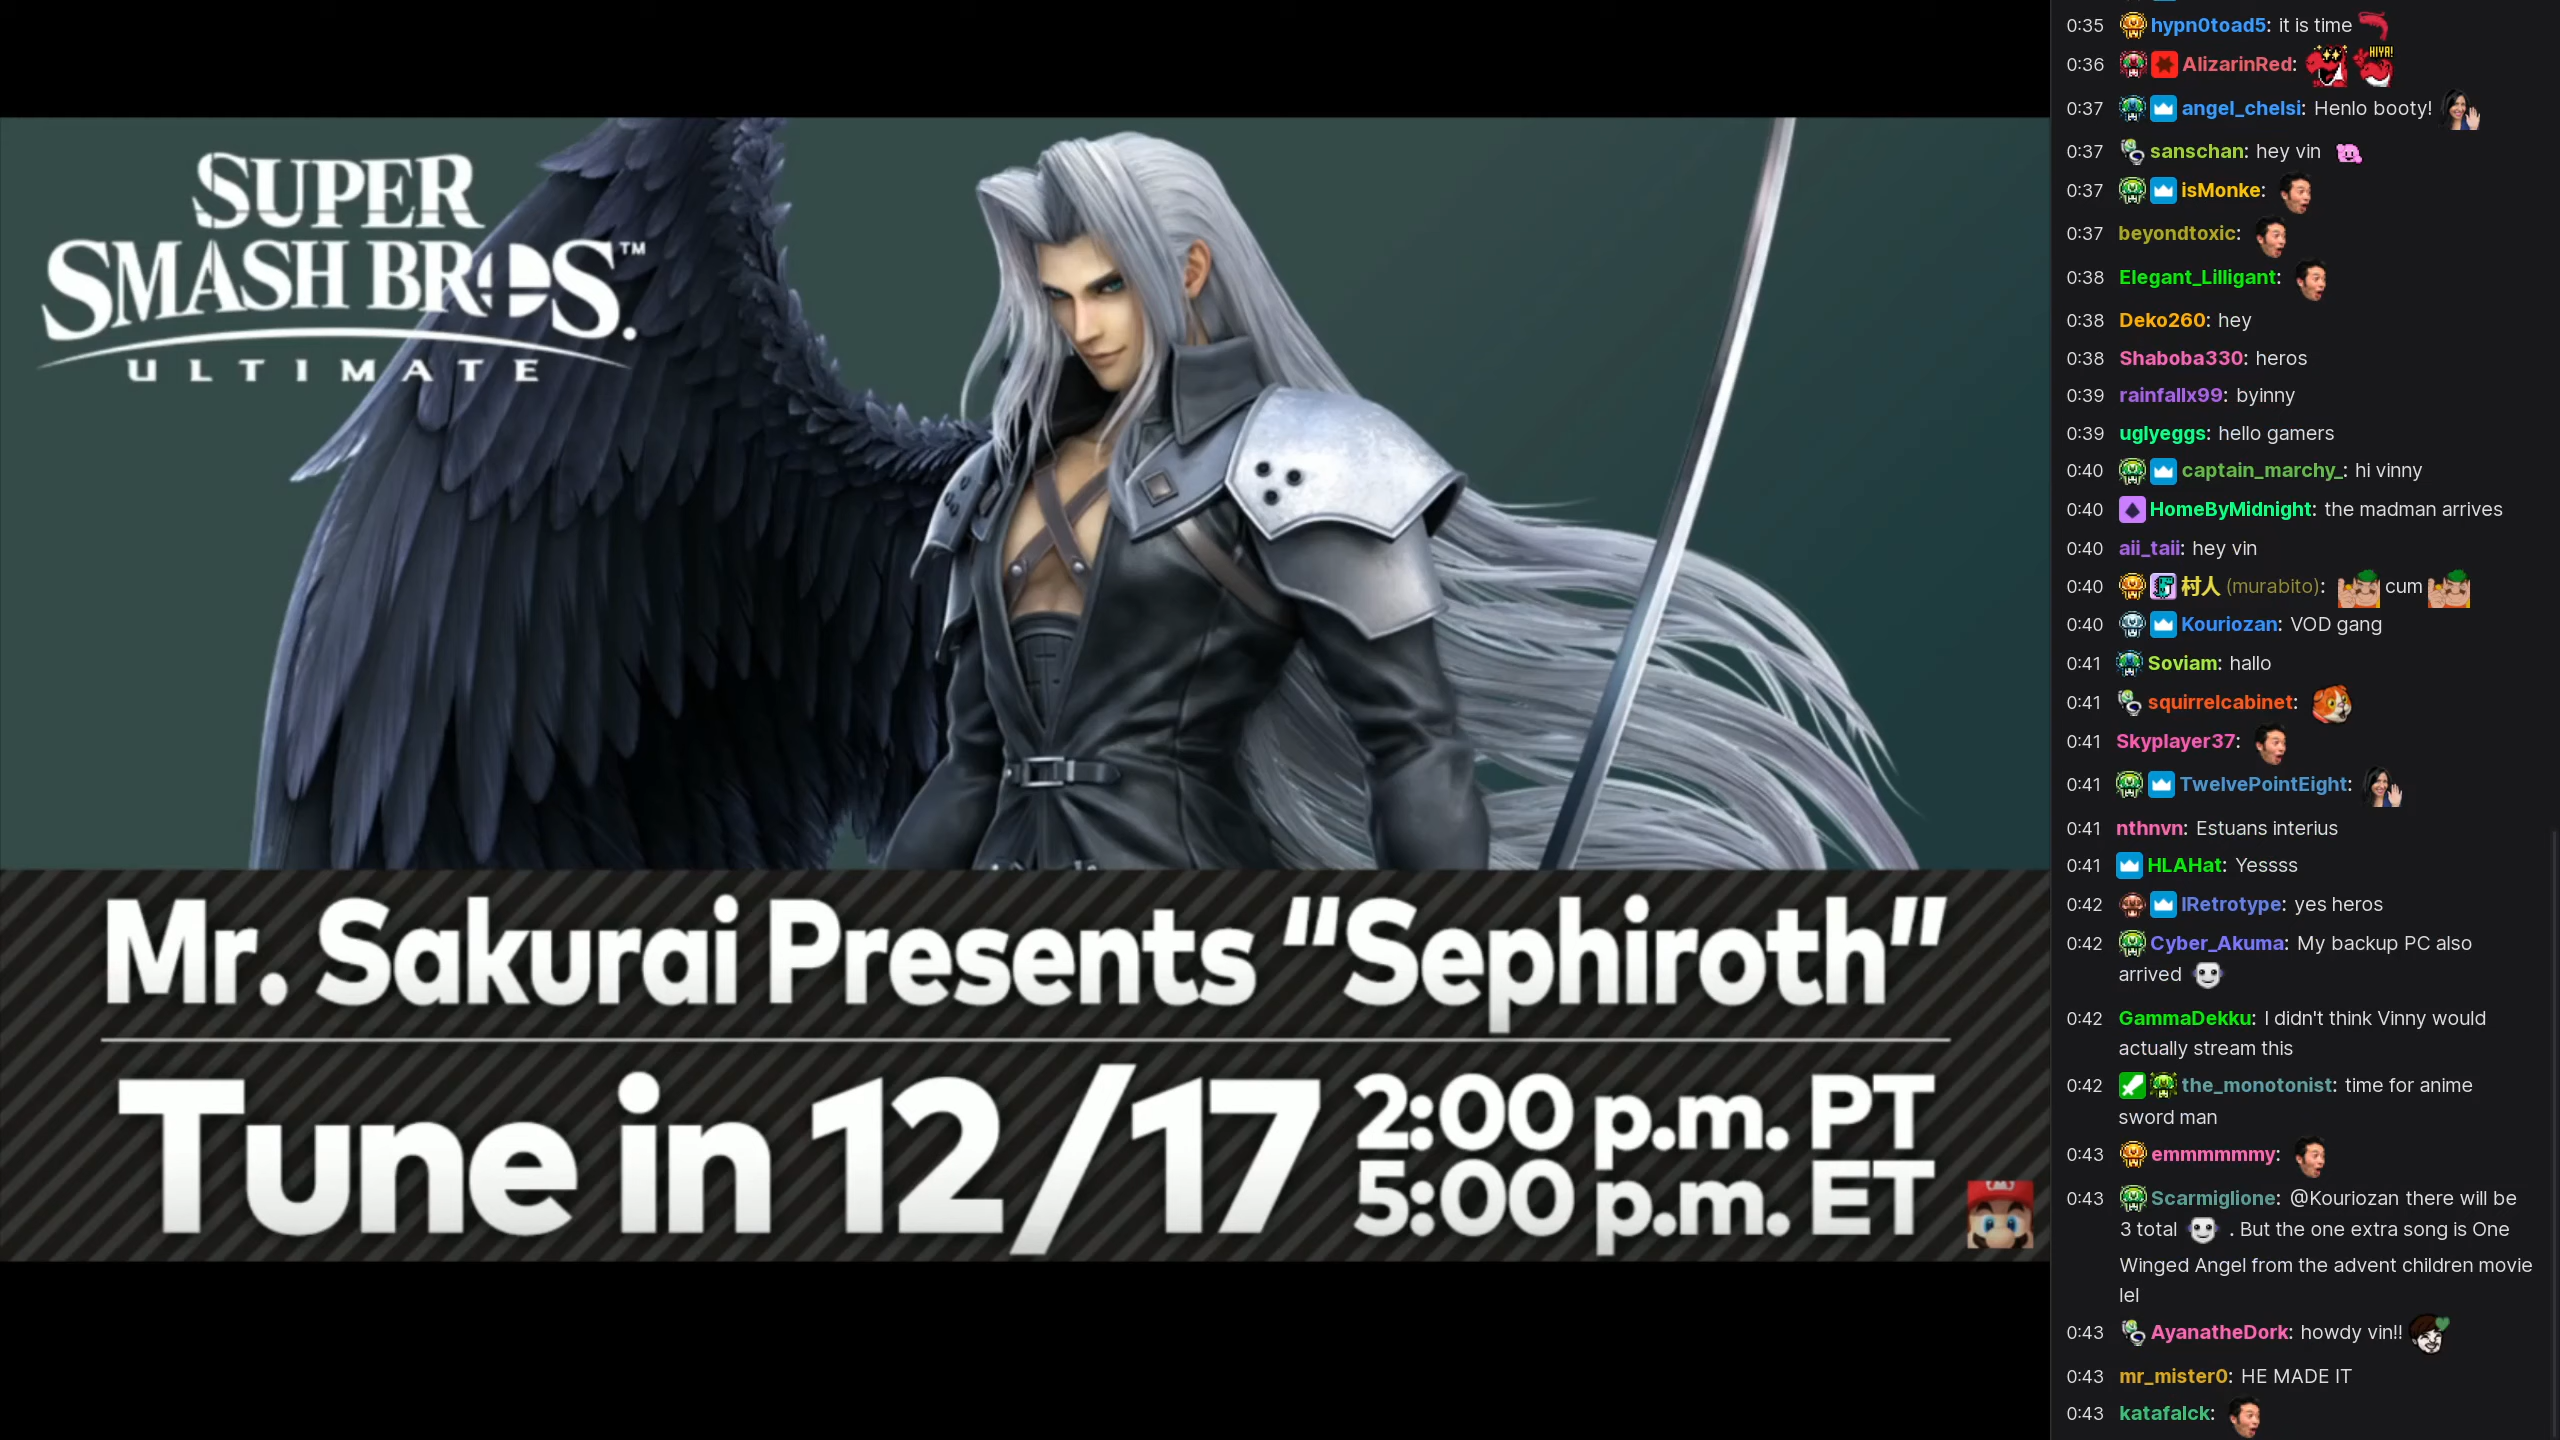 SUPER
SMASH BROS.™
ULTIMATE
Mr. Sakurai Presents “Sephiroth”
Tune in 12/17 2:00 p.m. PT
5:00 p.m. ET
0:35 hypn0toad5: it is time
0:36 AlizarinRed: HIYA!
0:37 angel_chelsi: Henlo booty!
0:37 sanschan: hey vin
0:37 isMonke:
0:37 beyondtoxic:
0:38 Elegant_Lilligant:
0:38 Deko260: hey
0:38 Shaboba330: heros
0:39 rainfallx99: byinny
0:39 uglyeggs: hello gamers
0:40 captain_marchy_: hi vinny
0:40 HomeByMidnight: the madman arrives
0:40 aii_taii: hey vin
0:40 村人 (murabito): cum
0:40 Kouriozan: VOD gang
0:41 Soviam: hallo
0:41 squirrelcabinet:
0:41 Skyplayer37:
0:41 TwelvePointEight:
0:41 nthnvn: Estuans interius
0:41 HLAHat: Yessss
0:42 IRetrotype: yes heros
0:42 Cyber_Akuma: My backup PC also
arrived
0:42 GammaDekku: I didn't think Vinny would
actually stream this
0:42 the_monotonist: time for anime
sword man
0:43 emmmmmmy:
0:43 Scarmiglione: @Kouriozan there will be
3 total . But the one extra song is One
Winged Angel from the advent children movie
lel
0:43 AyanatheDork: howdy vin!!
0:43 mr_mister0: HE MADE IT
0:43 katafalck: